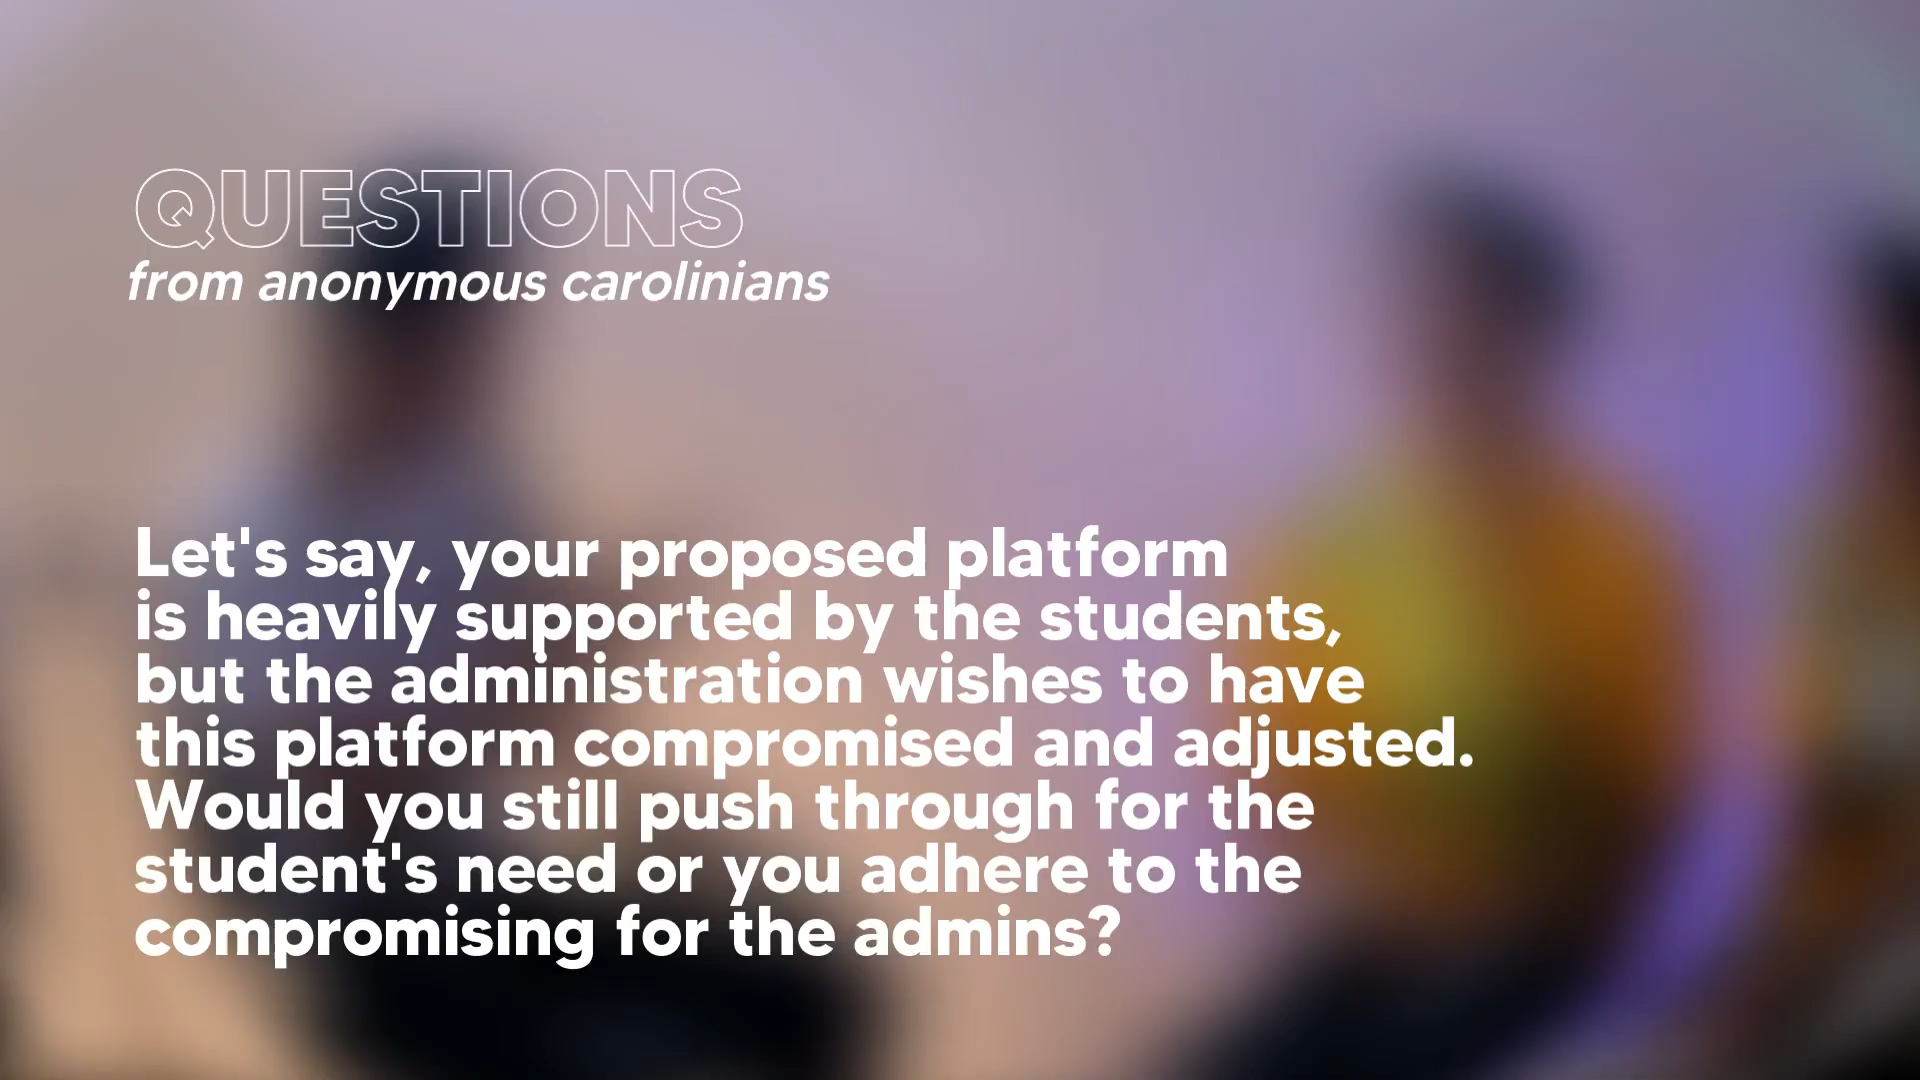 QUESTIONS
from anonymous carolinians
Let's say, your proposed platform
is heavily supported by the students,
but the administration wishes to have
this platform compromised and adjusted.
Would you still push through for the
student's need or you adhere to the
compromising for the admins?